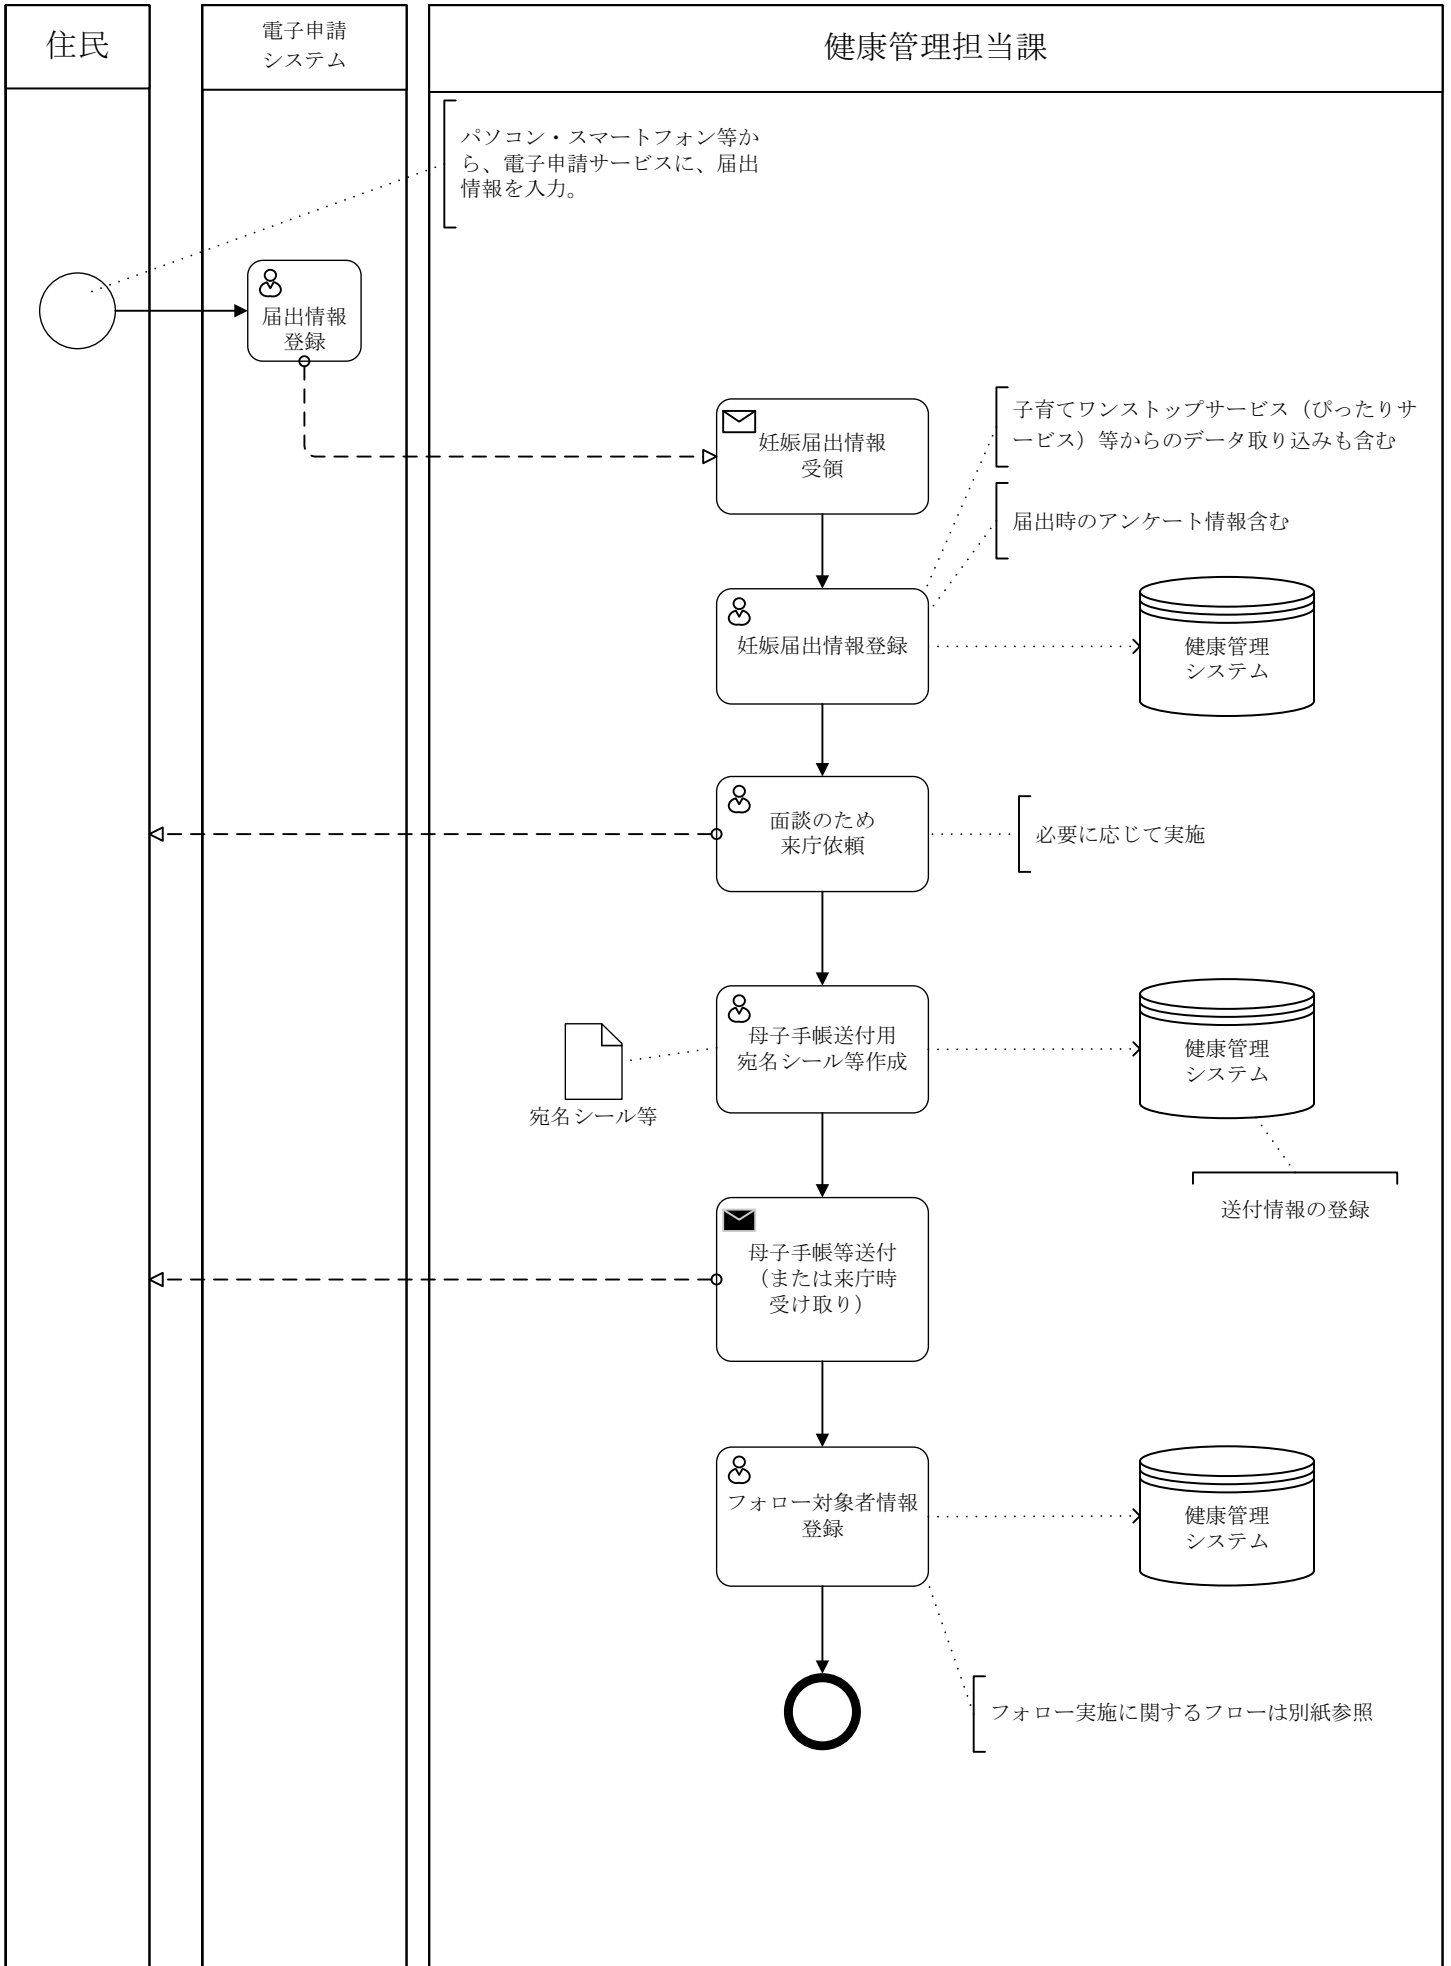 住民
電子申請
システム
健康管理担当課
パソコン・スマートフォン等か
ら、電子申請サービスに、届出
情報を入力。
届出情報
登録
妊娠届出情報
受領
子育てワンストップサービス（ぴったりサ
ービス）等からのデータ取り込みも含む
届出時のアンケート情報含む
妊娠届出情報登録
健康管理
システム
面談のため
来庁依頼
必要に応じて実施
母子手帳送付用
宛名シール等作成
宛名シール等
健康管理
システム
送付情報の登録
母子手帳等送付
（または来庁時
受け取り）
フォロー対象者情報
登録
健康管理
システム
フォロー実施に関するフローは別紙参照